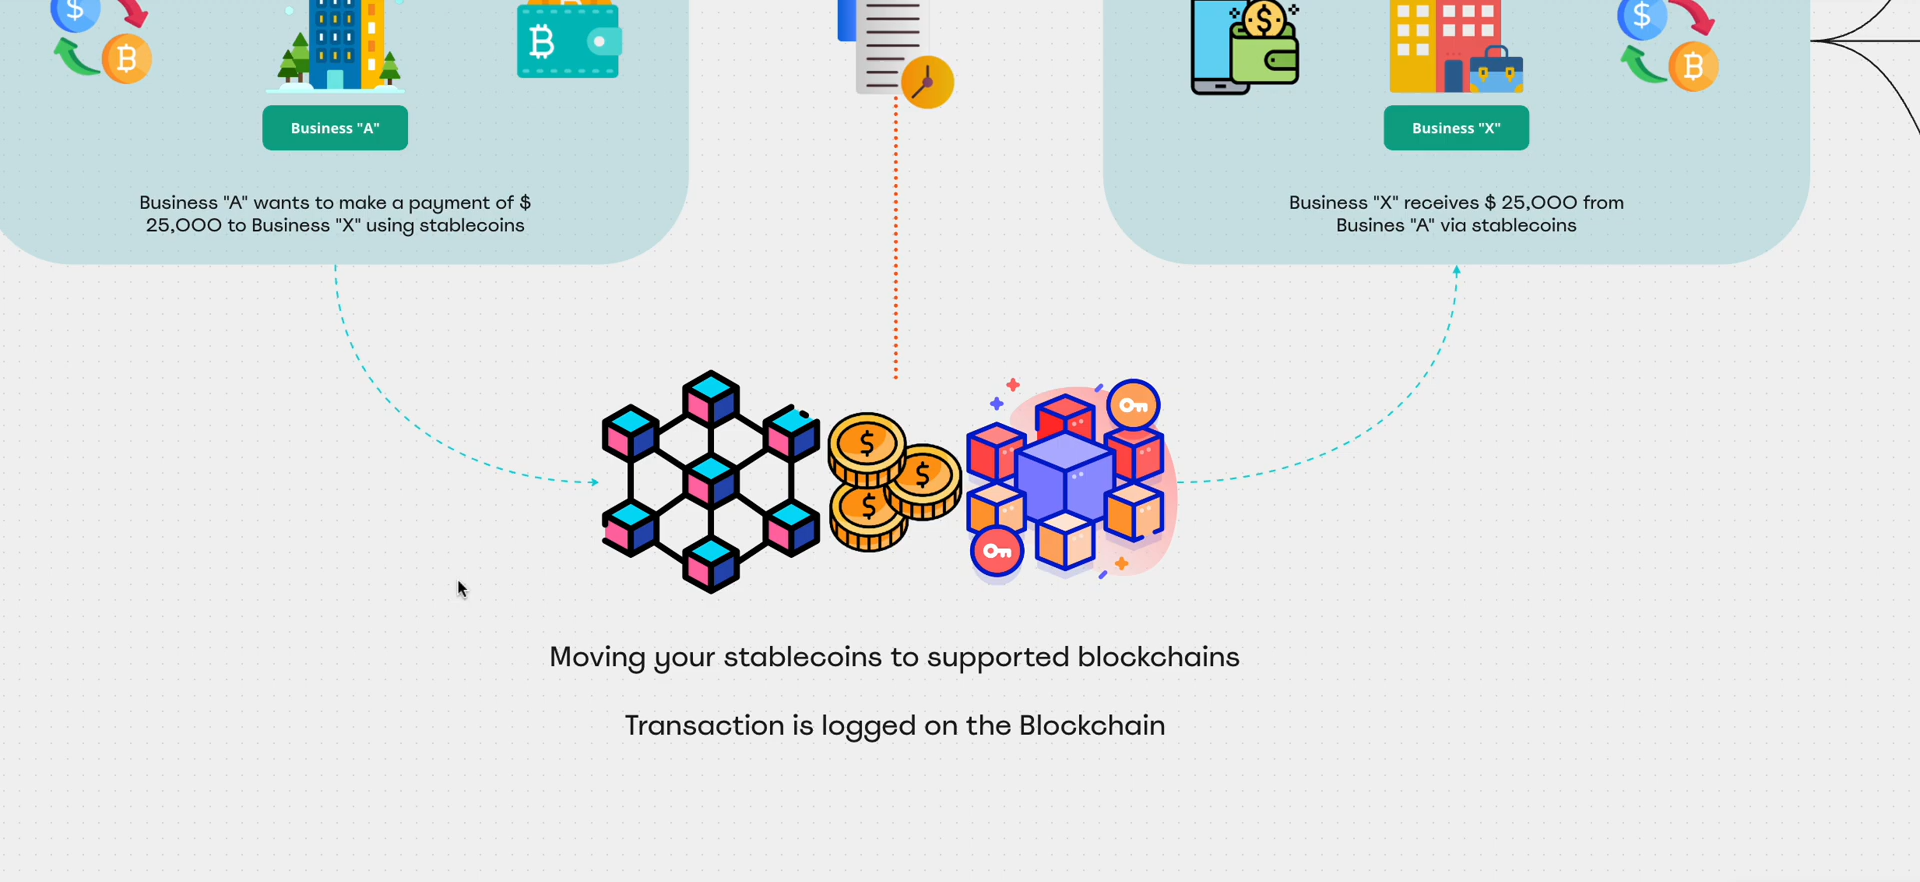 Business "A"
Business "X"
Business "A" wants to make a payment of $
25,000 to Business "X" using stablecoins
Business "X" receives $ 25,000 from
Busines "A" via stablecoins
Moving your stablecoins to supported blockchains
Transaction is logged on the Blockchain